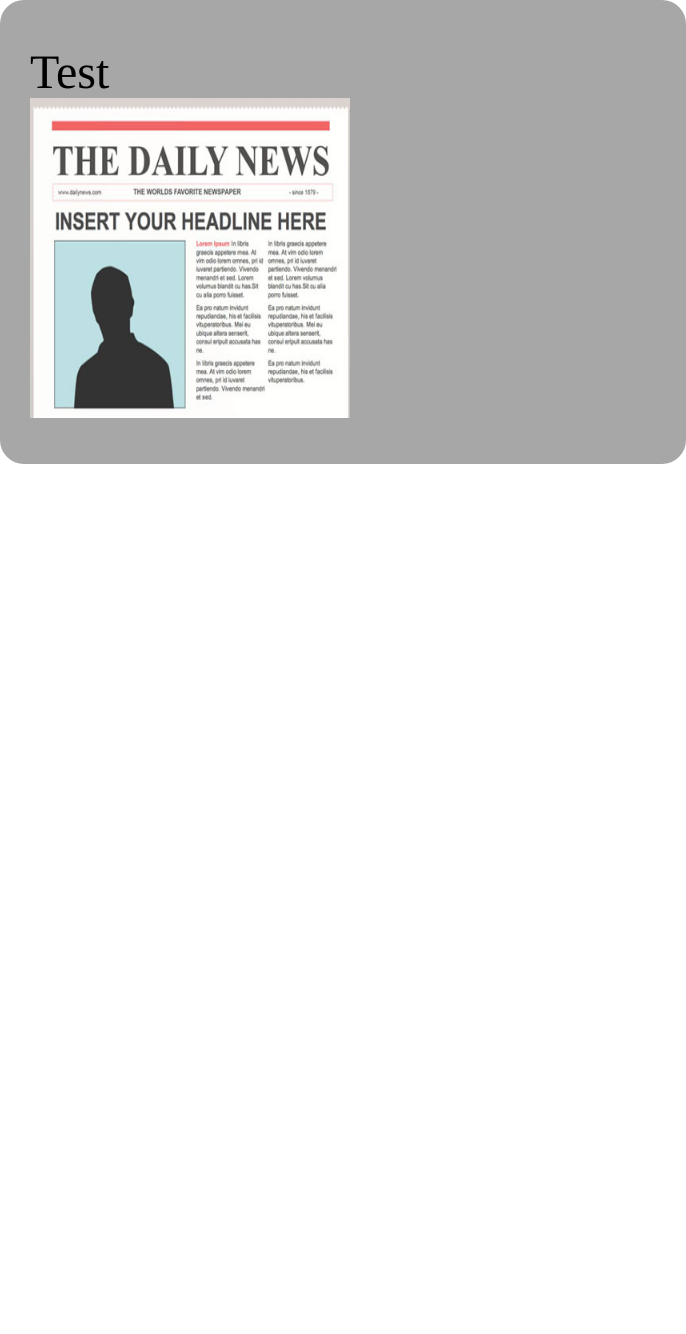 Test
THE DAILY NEWS
www.dailynews.com THE WORLDS FAVORITE NEWSPAPER - since 1879 -
INSERT YOUR HEADLINE HERE
Lorem Ipsum In libris
graecis appetere mea. At
vim odio lorem omnes, pri id
iuvaret partiendo. Vivendo
menandri et sed. Lorem
volumus blandit cu has.Sit
cu alia porro fuisset.
Ea pro natum invidunt
repudiandae, his et facilisis
vituperatoribus. Mei eu
ubique altera senserit,
consul eripuit accusata has
ne.
In libris graecis appetere
mea. At vim odio lorem
omnes, pri id iuvaret
partiendo. Vivendo menandri
et sed.
In libris graecis appetere
mea. At vim odio lorem
omnes, pri id iuvaret
partiendo. Vivendo menandri
et sed. Lorem volumus
blandit cu has.Sit cu alia
porro fuisset.
Ea pro natum invidunt
repudiandae, his et facilisis
vituperatoribus. Mei eu
ubique altera senserit,
consul eripuit accusata has
ne.
Ea pro natum invidunt
repudiandae, his et facilisis
vituperatoribus.